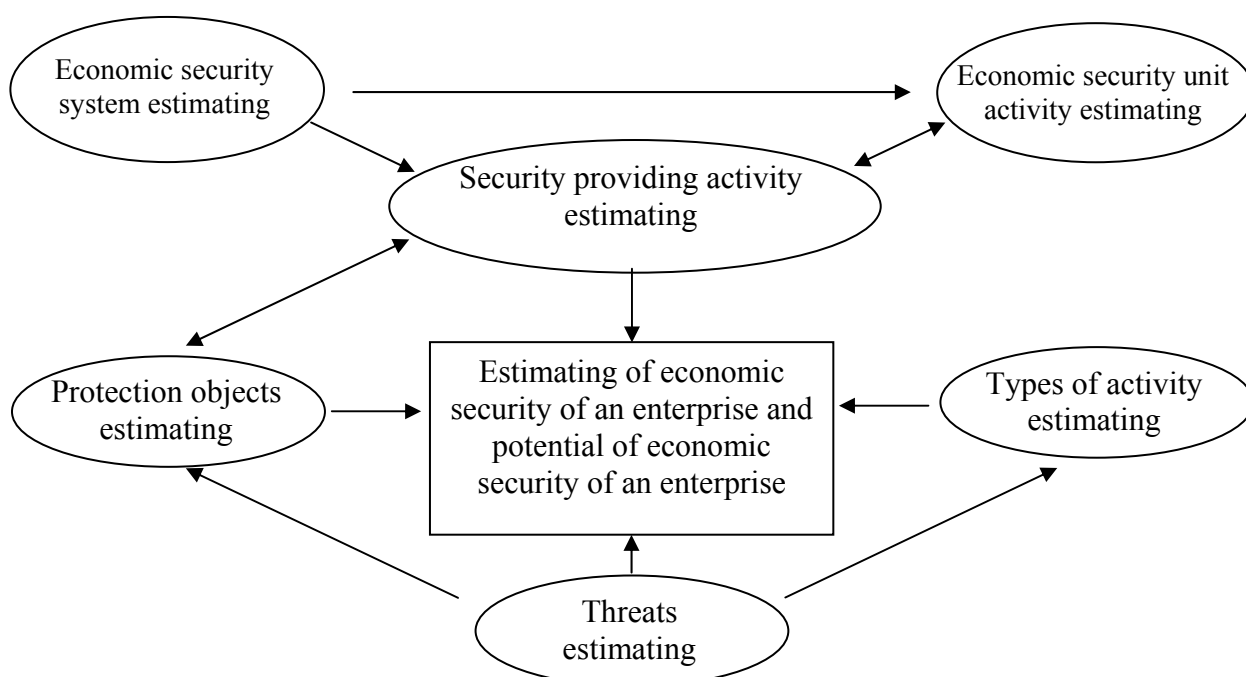 Economic security
system estimating
Economic security unit
activity estimating
Security providing activity
estimating
Protection objects
estimating
Estimating of economic
security of an enterprise and
potential of economic
security of an enterprise
Types of activity
estimating
Threats
estimating